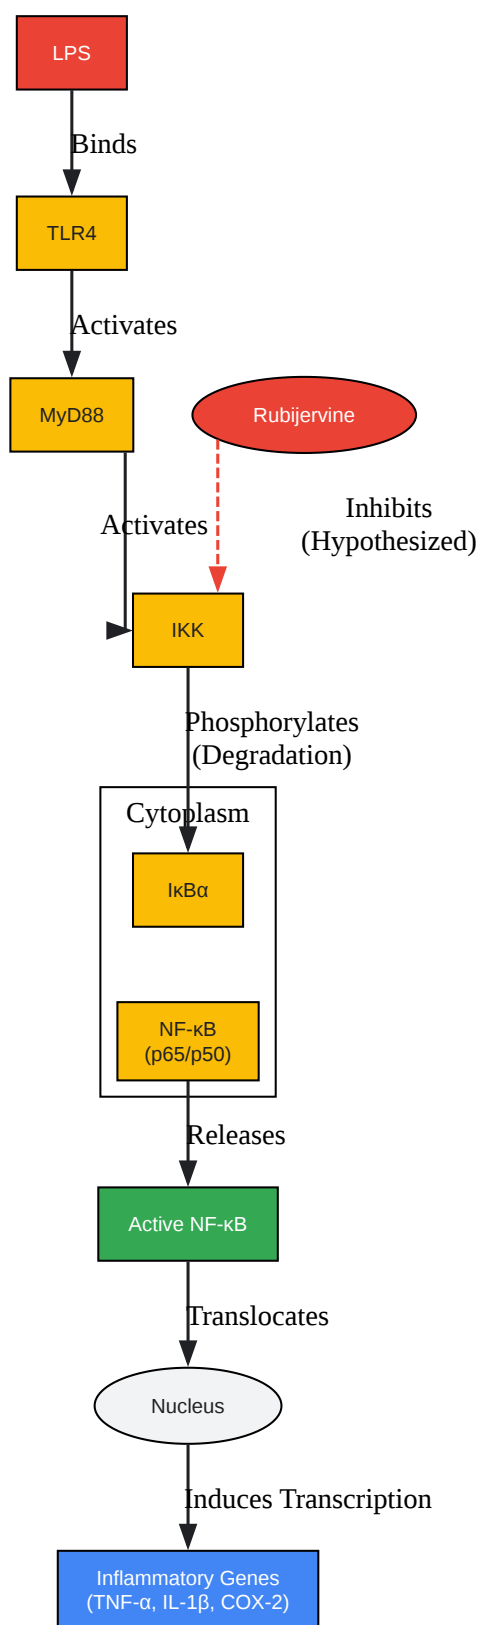 LPS
Binds
TLR4
Activates
MyD88
Rubijervine
Activates
Inhibits
(Hypothesized)
IKK
Phosphorylates
(Degradation)
Cytoplasm
IκBα
NF-κB
(p65/p50)
Releases
Active NF-κB
Translocates
Nucleus
Induces Transcription
Inflammatory Genes
(TNF-α, IL-1β, COX-2)